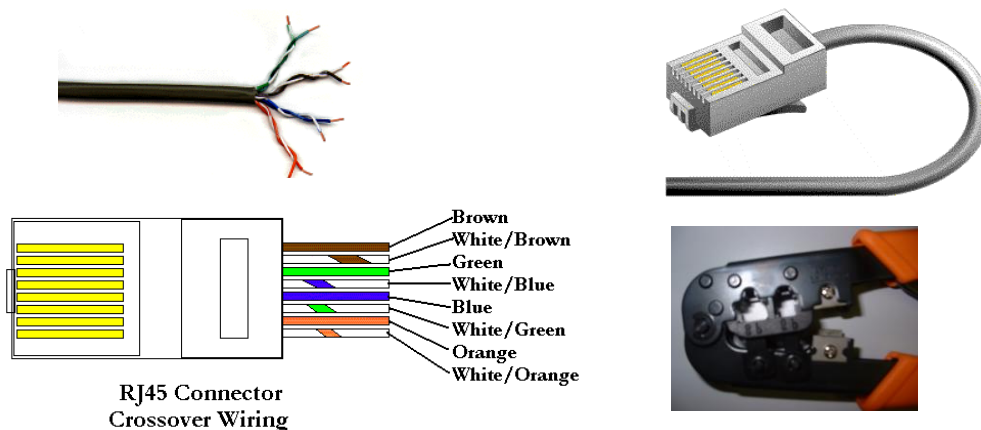 Brown
White/Brown
Green
White/Blue
Blue
White/Green
Orange
White/Orange
RJ45 Connector
Crossover Wiring